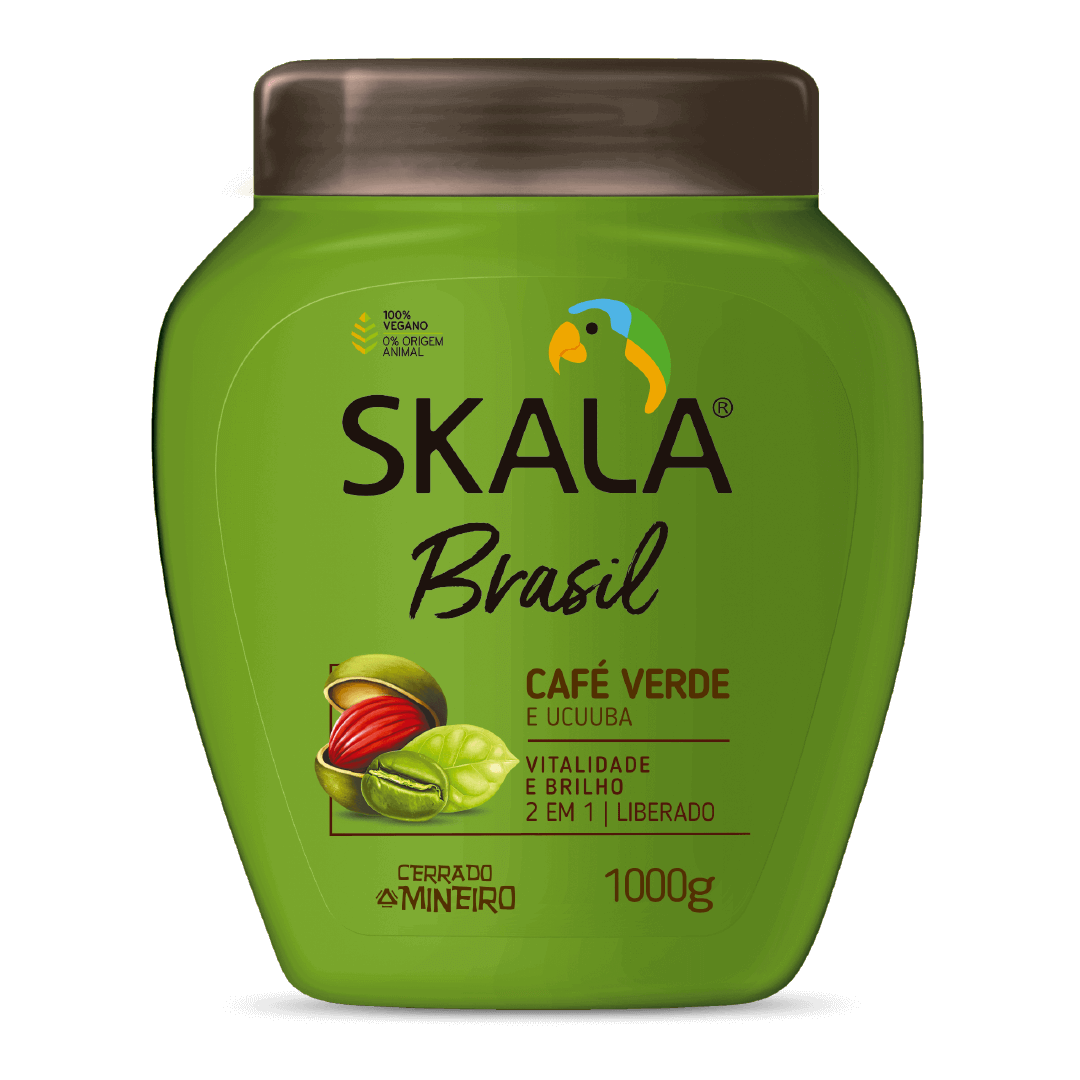 100%
VEGANO
0% ORIGEM
ANIMAL
SKALA®
Brasil
CAFÉ VERDE
E UCUUBA
VITALIDADE
E BRILHO
2 EM 1 | LIBERADO
CERRADO
MINEIRO
1000g